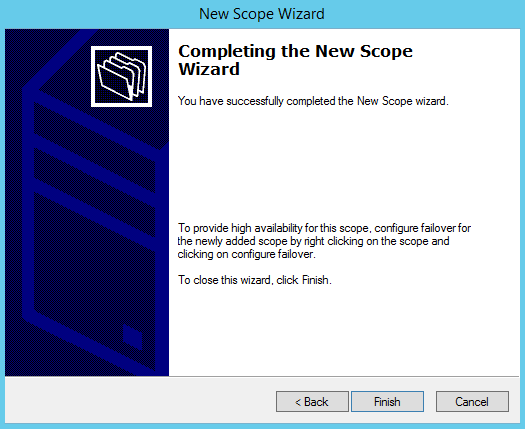 New Scope Wizard
Completing the New Scope
Wizard
You have successfully completed the New Scope wizard.
To provide high availability for this scope, configure failover for
the newly added scope by right clicking on the scope and
clicking on configure failover.
To close this wizard, click Finish.
< Back
Finish
Cancel